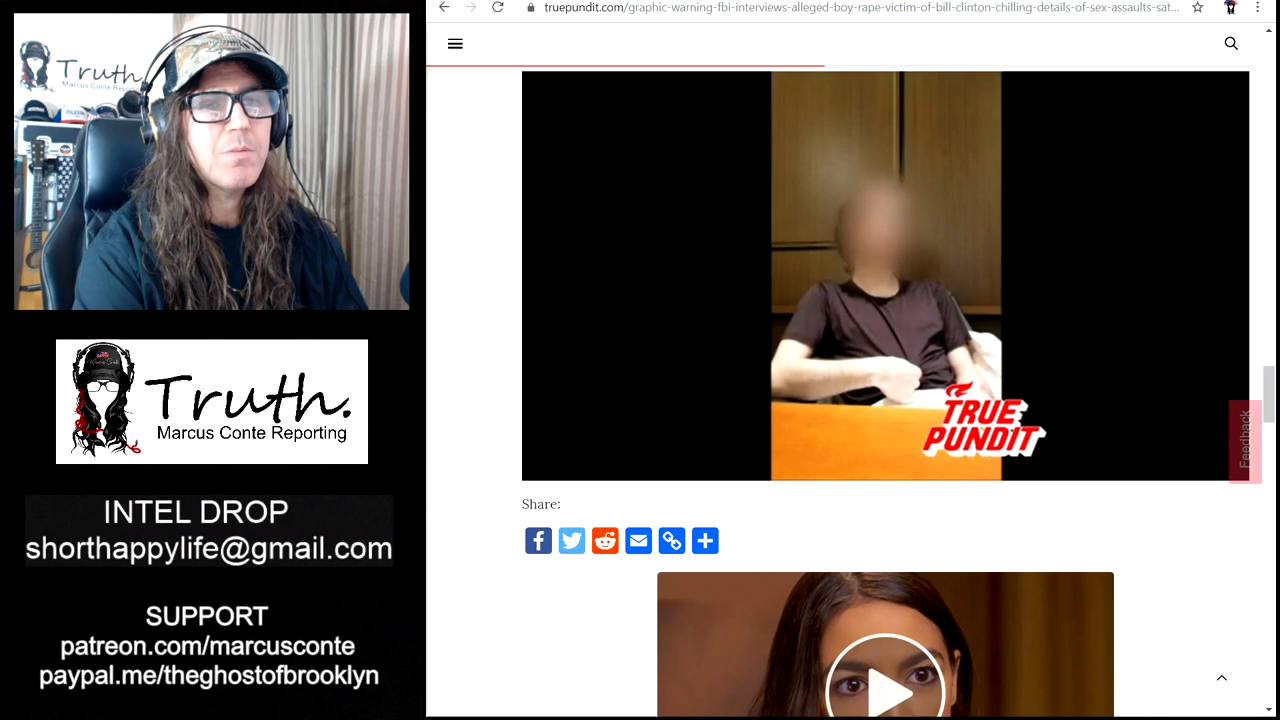 Truth.
Marcus Conte Reporting
Truth.
Marcus Conte Reporting
INTEL DROP
shorthappylife@gmail.com
SUPPORT
patreon.com/marcusconte
paypal.me/theghostofbrooklyn
truepundit.com/graphic-warning-fbi-interviews-alleged-boy-rape-victim-of-bill-clinton-chilling-details-of-sex-assaults-sat...
TRUE
PUNDIT
Feedback
Share: